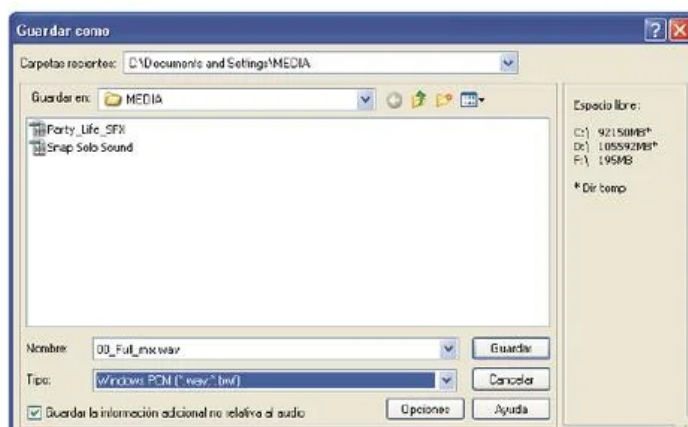 Guardar como
Carpetas recientes: C:\Documents and Settings\MEDIA
Guardar en: MEDIA
Party_Life_SFX
Snap Solo Sound
Espacio libre:
C:\ 92150MB*
D:\ 105592MB*
F:\ 195MB
* Dir temp
Nombre: 00_Full_mx.wav Guardar
Tipo: Windows PCM (*.wav;*.bwf) Cancelar
Guardar la información adicional no relativa al audio Opciones Ayuda